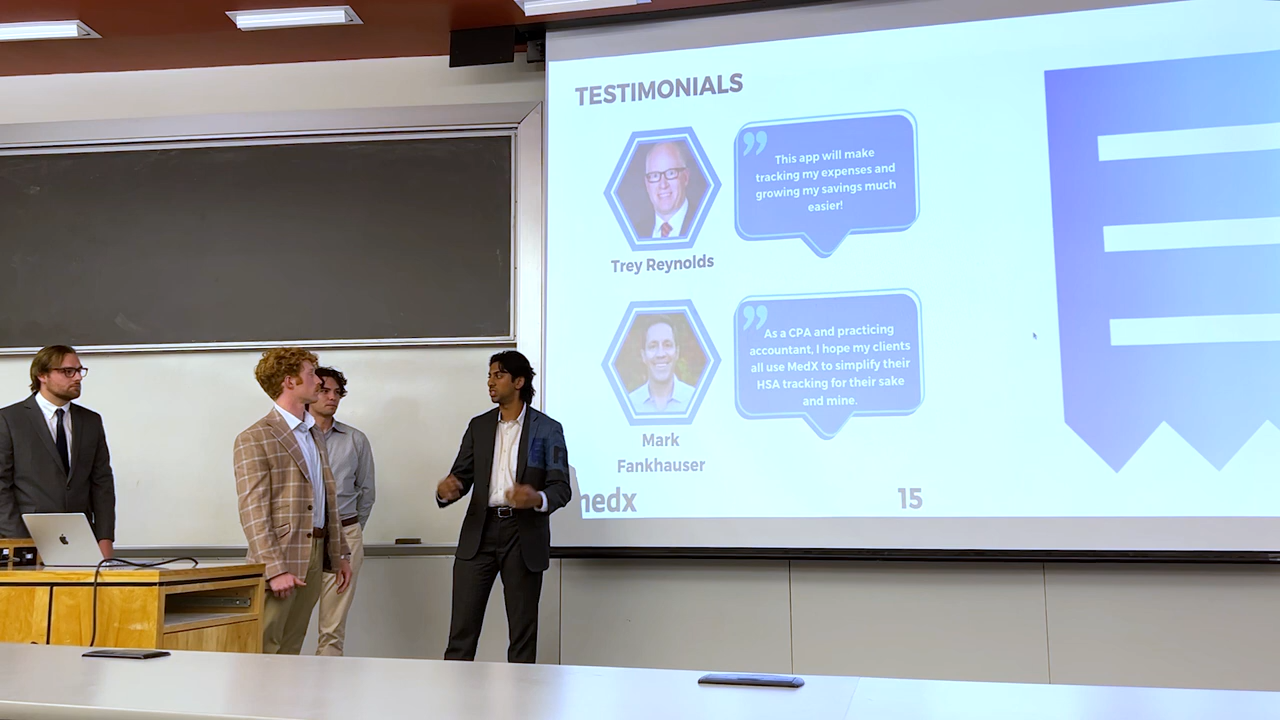 TESTIMONIALS
This app will make
tracking my expenses and
growing my savings much
easier!
Trey Reynolds
As a CPA and practicing
accountant, I hope my clients
all use MedX to simplify their
HSA tracking for their sake
and mine.
Mark
Fankhauser
medx
15